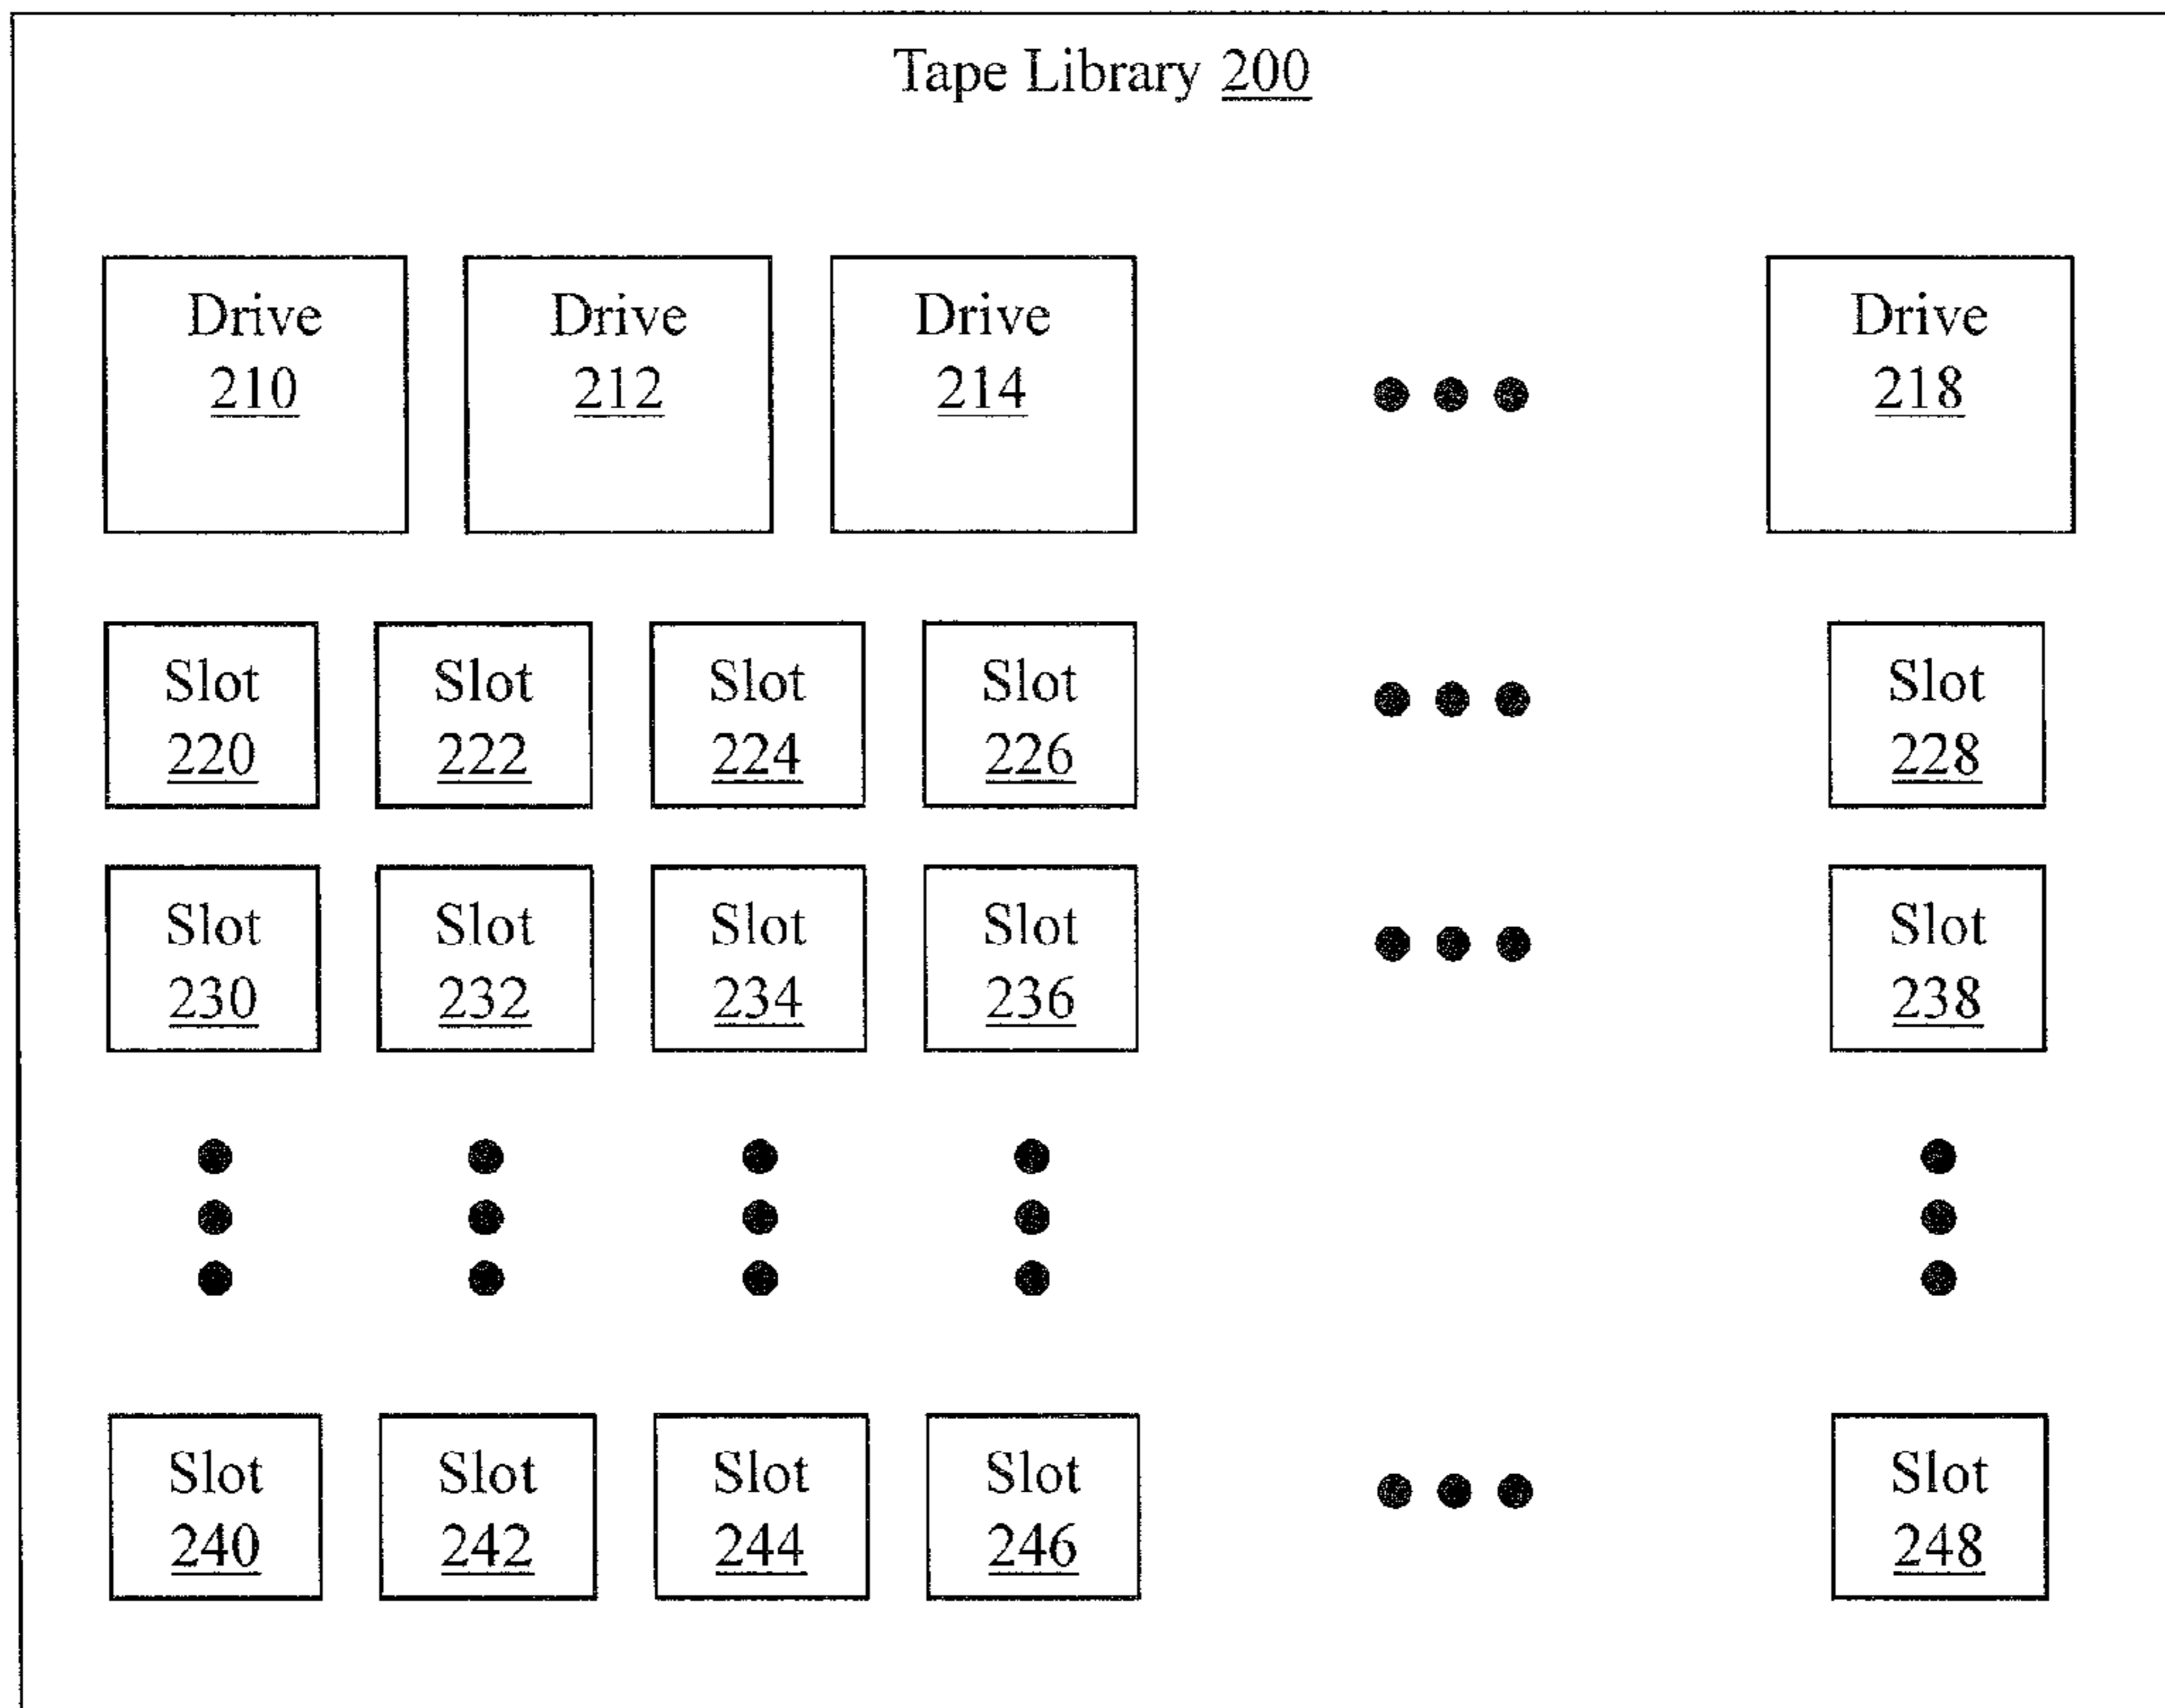 Tape Library 200
Drive
210
Drive
212
Drive
214
Drive
218
Slot
220
Slot
222
Slot
224
Slot
226
Slot
228
Slot
230
Slot
232
Slot
234
Slot
236
Slot
238
Slot
240
Slot
242
Slot
244
Slot
246
Slot
248